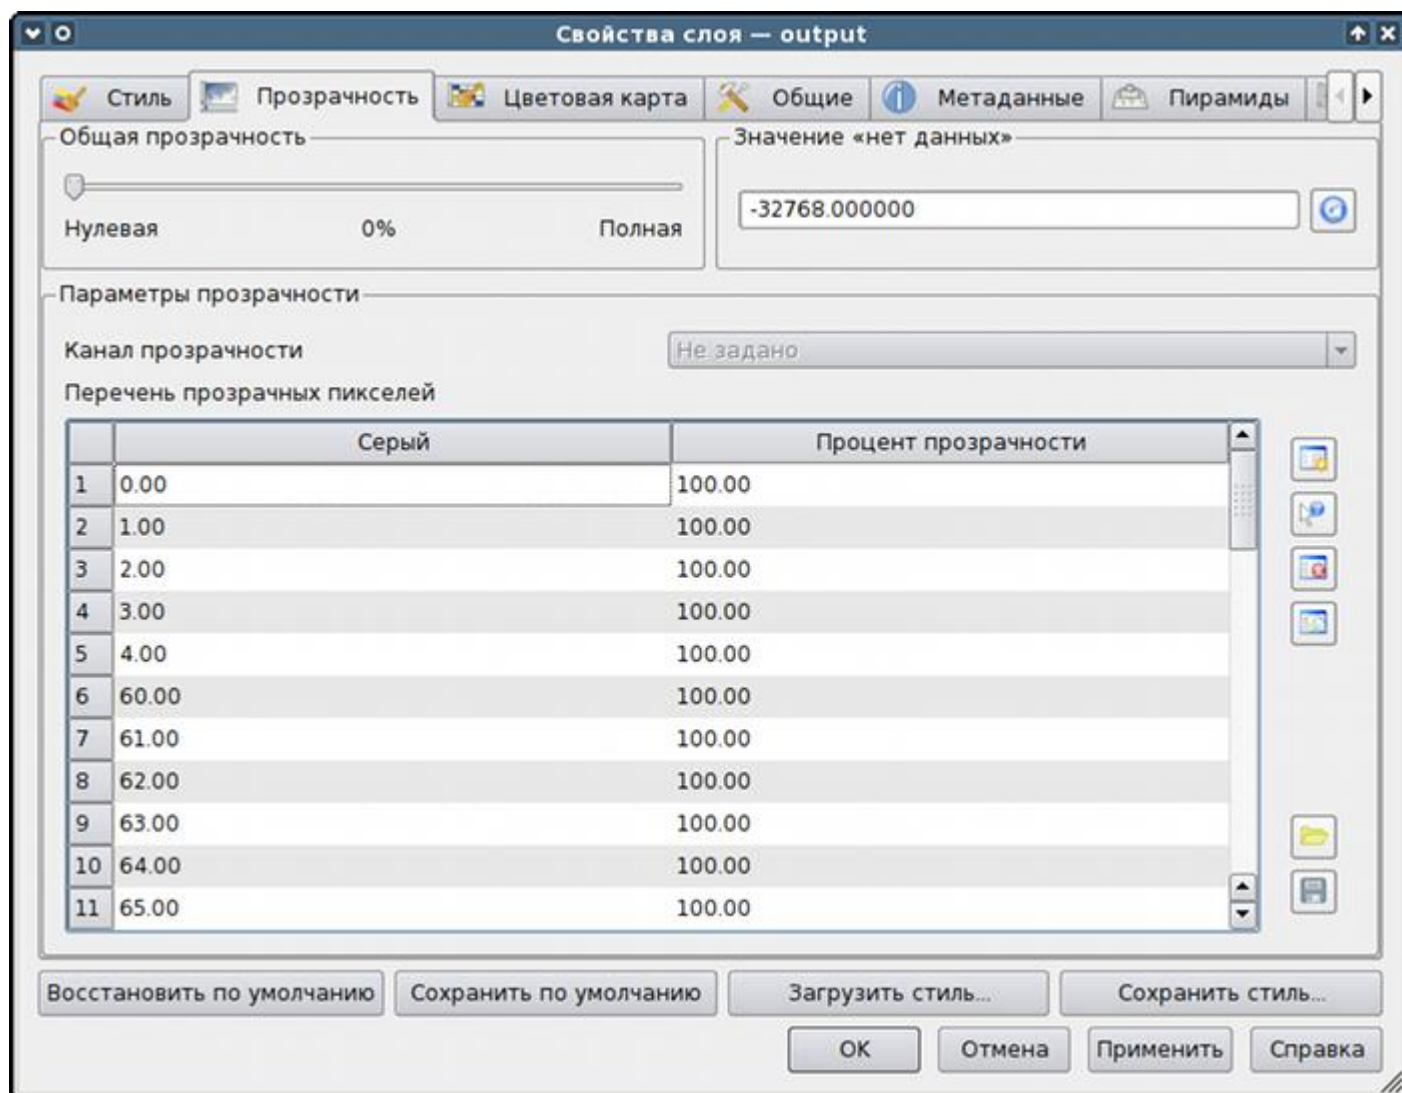 Свойства слоя — output
Стиль Прозрачность Цветовая карта Общие Метаданные Пирамиды
Общая прозрачность
Нулевая 0% Полная
Значение «нет данных»
-32768.000000
Параметры прозрачности
Канал прозрачности Не задано
Перечень прозрачных пикселей
Серый Процент прозрачности
1 0.00 100.00
2 1.00 100.00
3 2.00 100.00
4 3.00 100.00
5 4.00 100.00
6 60.00 100.00
7 61.00 100.00
8 62.00 100.00
9 63.00 100.00
10 64.00 100.00
11 65.00 100.00
Восстановить по умолчанию Сохранить по умолчанию Загрузить стиль... Сохранить стиль...
OK Отмена Применить Справка